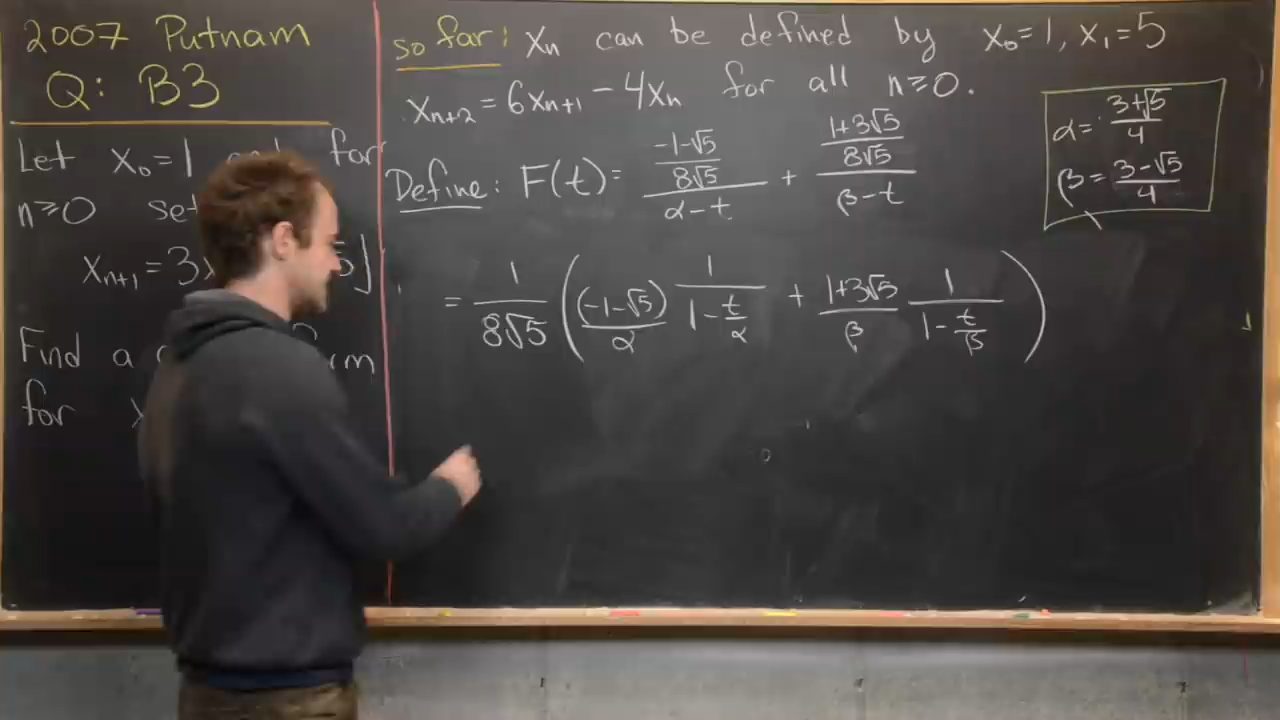 2007 Putnam
Q: B3
Let x₀=1 for
n≥0 set
xₙ₊₁=3x 5⌋
Find a rm
for
so far: xₙ can be defined by x₀=1, x₁=5
xₙ₊₂=6xₙ₊₁-4xₙ for all n≥0.
Define: F(t)= ((-1-√5)/(8√5))/(α-t) + ((1+3√5)/(8√5))/(β-t)
= 1/(8√5) ( (-1-√5)/α 1/(1-t/α) + (1+3√5)/β 1/(1-t/β) )
α=(3+√5)/4
β=(3-√5)/4